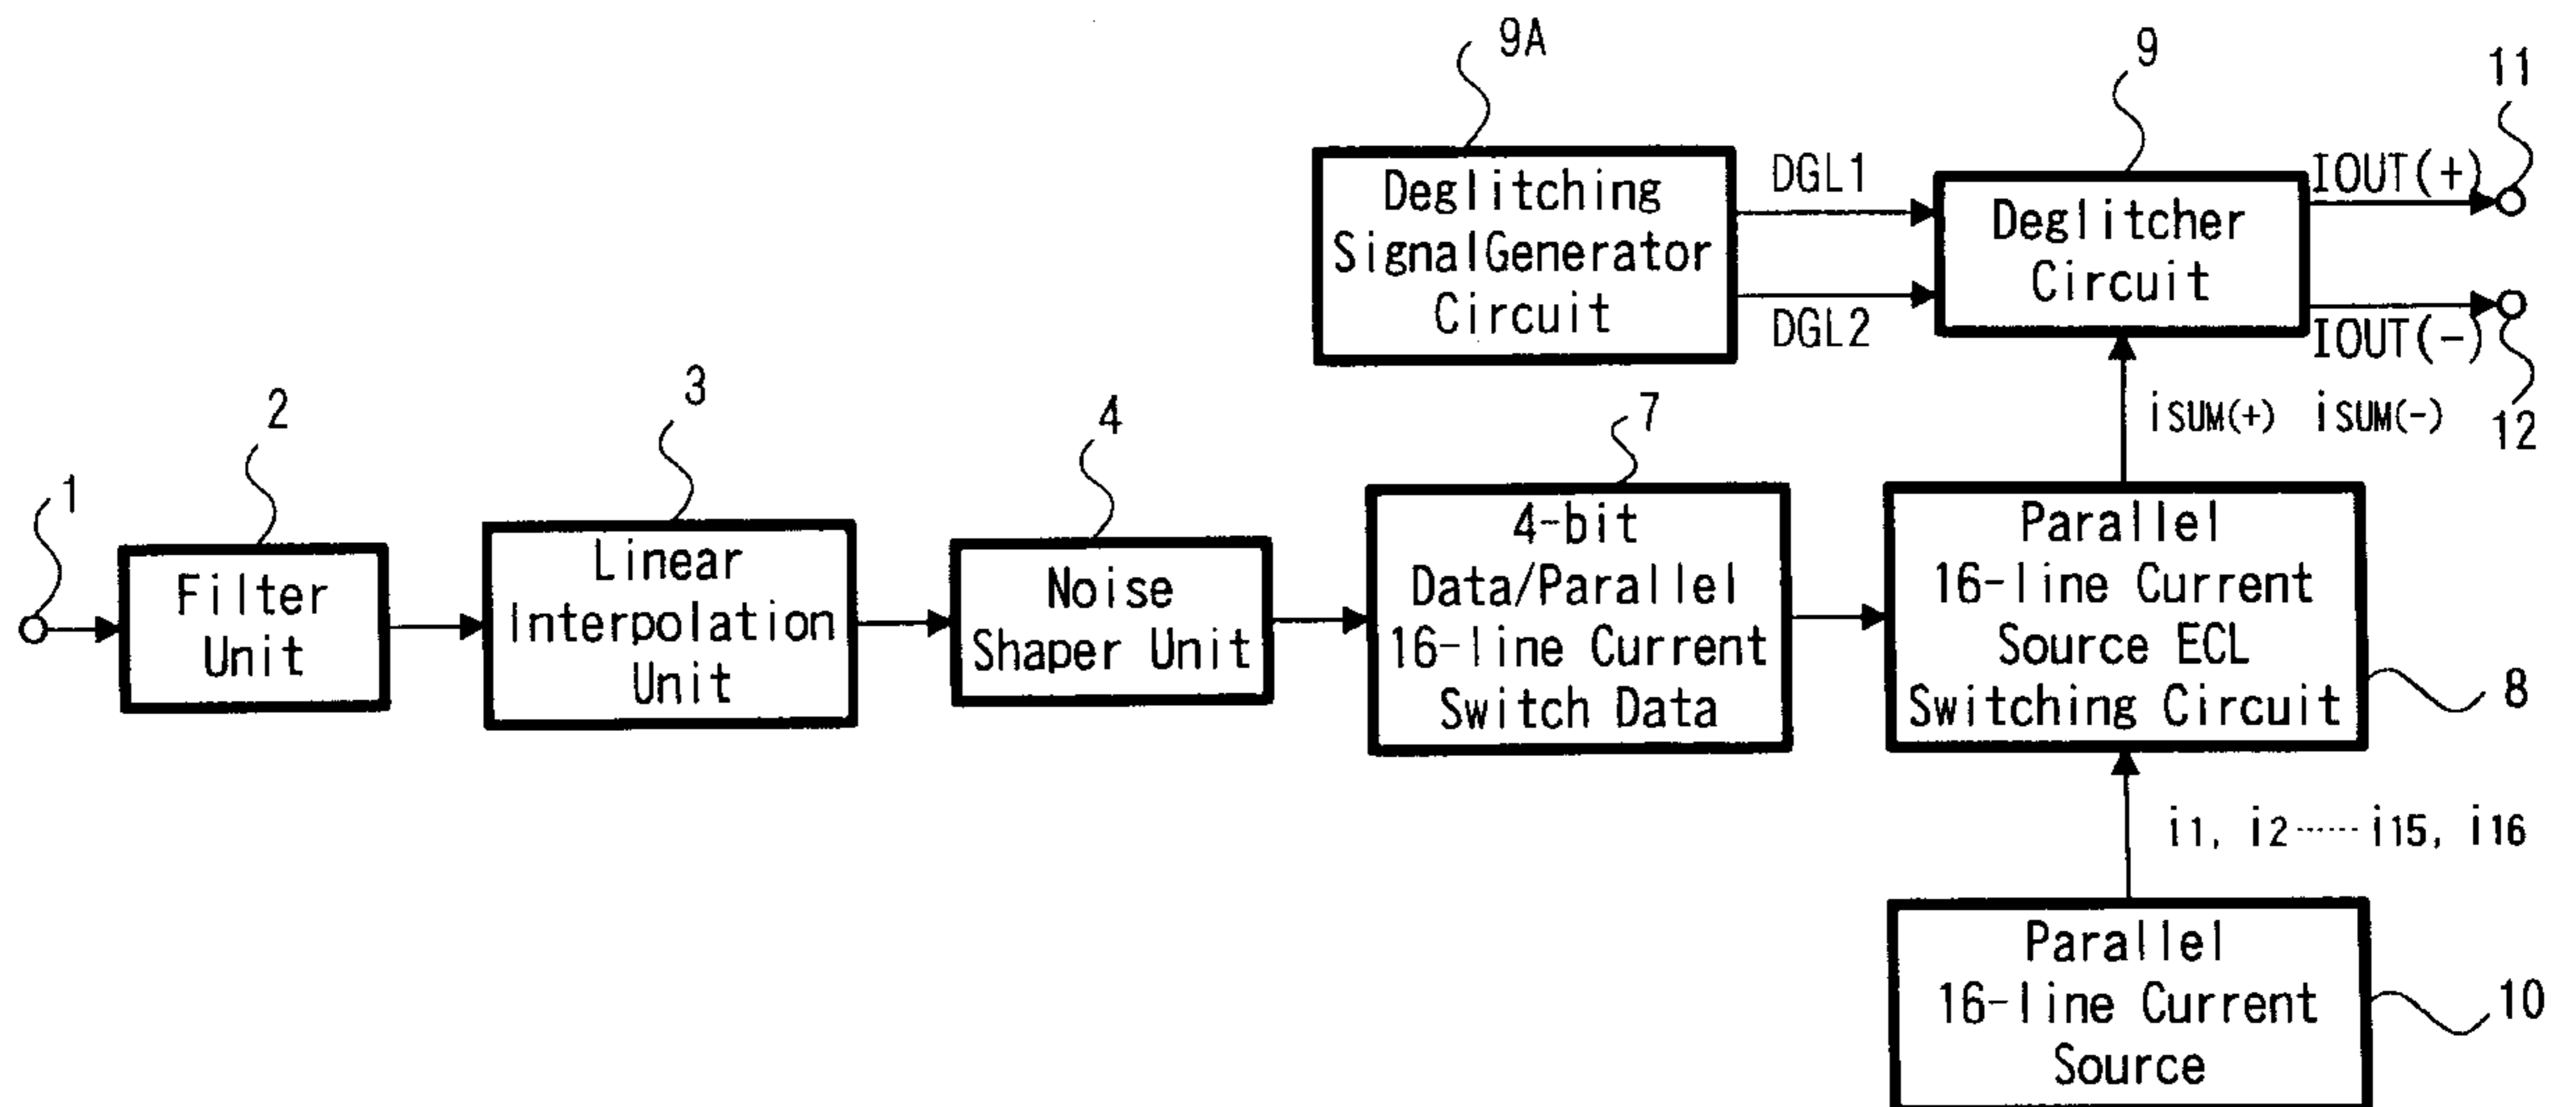 9A
9
11
Deglitching
SignalGenerator
Circuit
DGL1
DGL2
Deglitcher
Circuit
IOUT(+)
IOUT(-)
12
iSUM(+) iSUM(-)
1
2
Filter
Unit
3
Linear
Interpolation
Unit
4
Noise
Shaper Unit
7
4-bit
Data/Parallel
16-line Current
Switch Data
Parallel
16-line Current
Source ECL
Switching Circuit
8
i1, i2······i15, i16
Parallel
16-line Current
Source
10